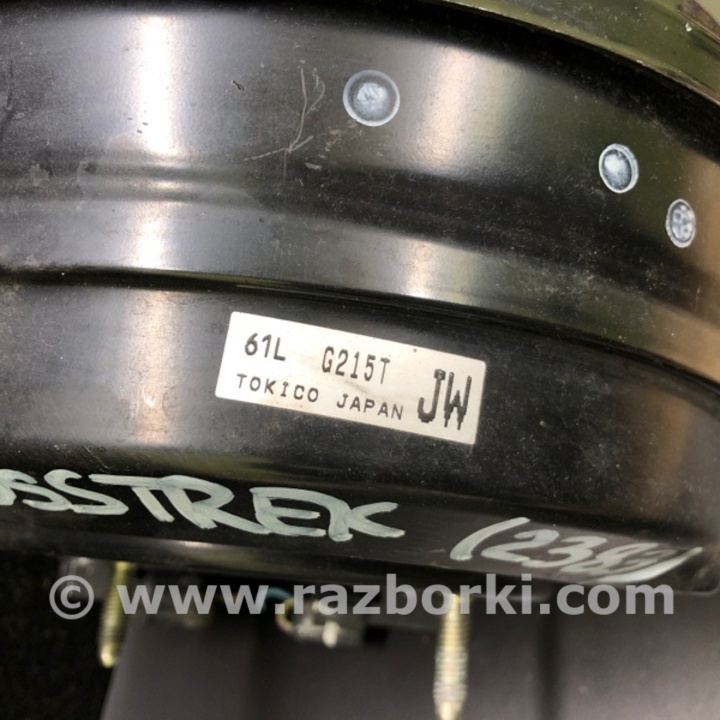 61L G215T JW
TOKICO JAPAN
SSTREK
© www.razborki.com